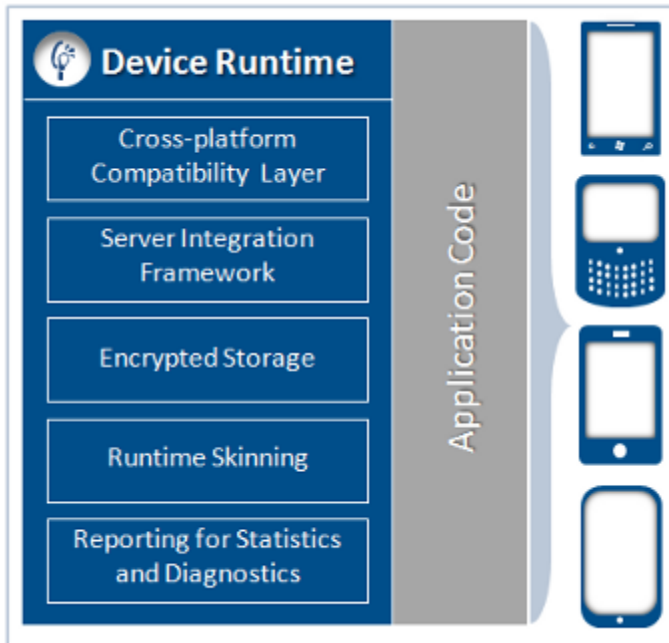 Device Runtime
Cross-platform
Compatibility Layer
Server Integration
Framework
Encrypted Storage
Runtime Skinning
Reporting for Statistics
and Diagnostics
Application Code